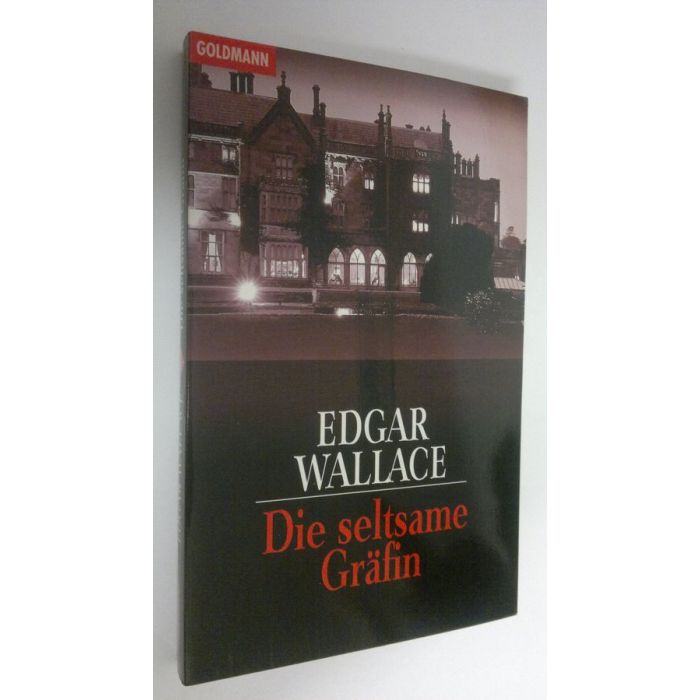 GOLDMANN
EDGAR
WALLACE
Die seltsame
Gräfin